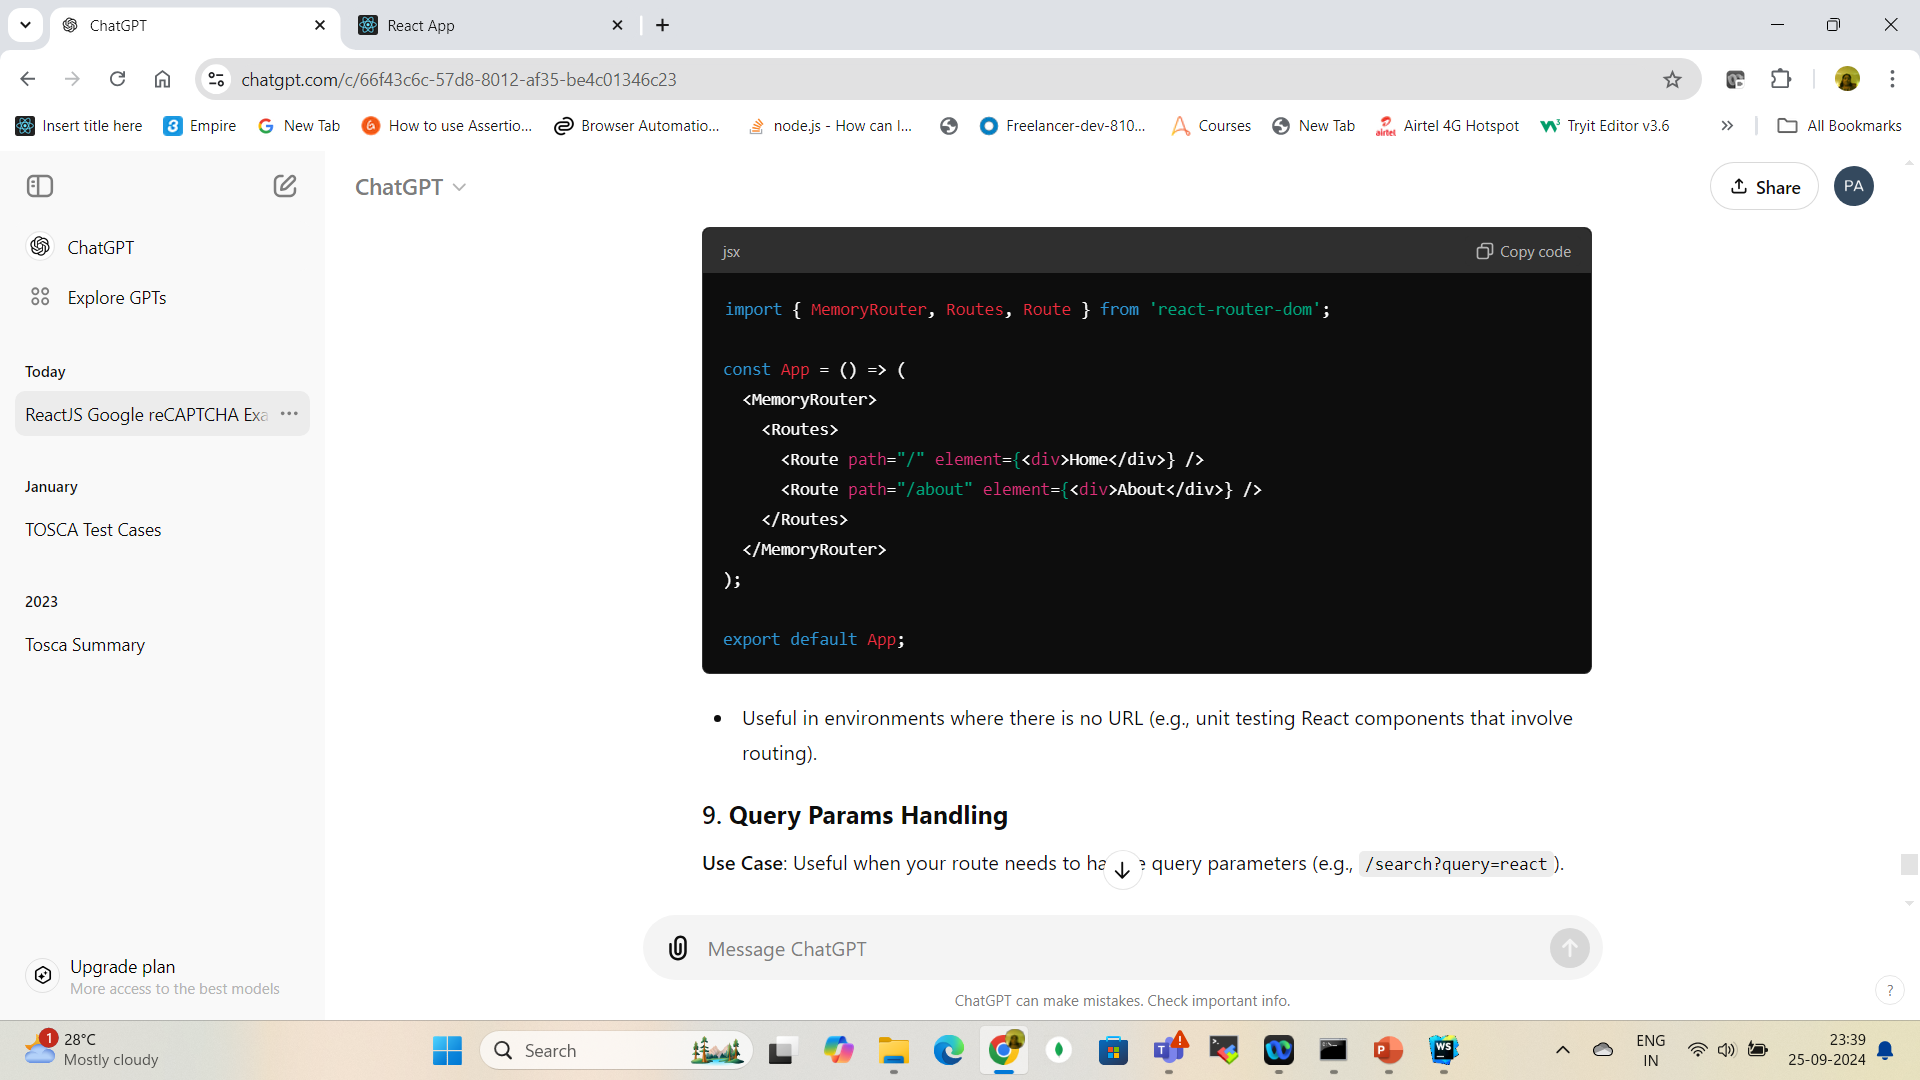 ChatGPT
React App
chatgpt.com/c/66f43c6c-57d8-8012-af35-be4c01346c23
Insert title here
Empire
New Tab
How to use Assertio...
Browser Automatio...
node.js - How can I...
Freelancer-dev-810...
Courses
New Tab
Airtel 4G Hotspot
Tryit Editor v3.6
All Bookmarks
ChatGPT
Share
PA
ChatGPT
Explore GPTs
Today
ReactJS Google reCAPTCHA Exa
January
TOSCA Test Cases
2023
Tosca Summary
Upgrade plan
More access to the best models
jsx
Copy code
import { MemoryRouter, Routes, Route } from 'react-router-dom';
const App = () => (
<MemoryRouter>
<Routes>
<Route path="/" element={<div>Home</div>} />
<Route path="/about" element={<div>About</div>} />
</Routes>
</MemoryRouter>
);
export default App;
• Useful in environments where there is no URL (e.g., unit testing React components that involve
routing).
9. Query Params Handling
Use Case: Useful when your route needs to ha e query parameters (e.g., /search?query=react).
Message ChatGPT
ChatGPT can make mistakes. Check important info.
?
1
28°C
Mostly cloudy
Search
ENG
IN
23:39
25-09-2024